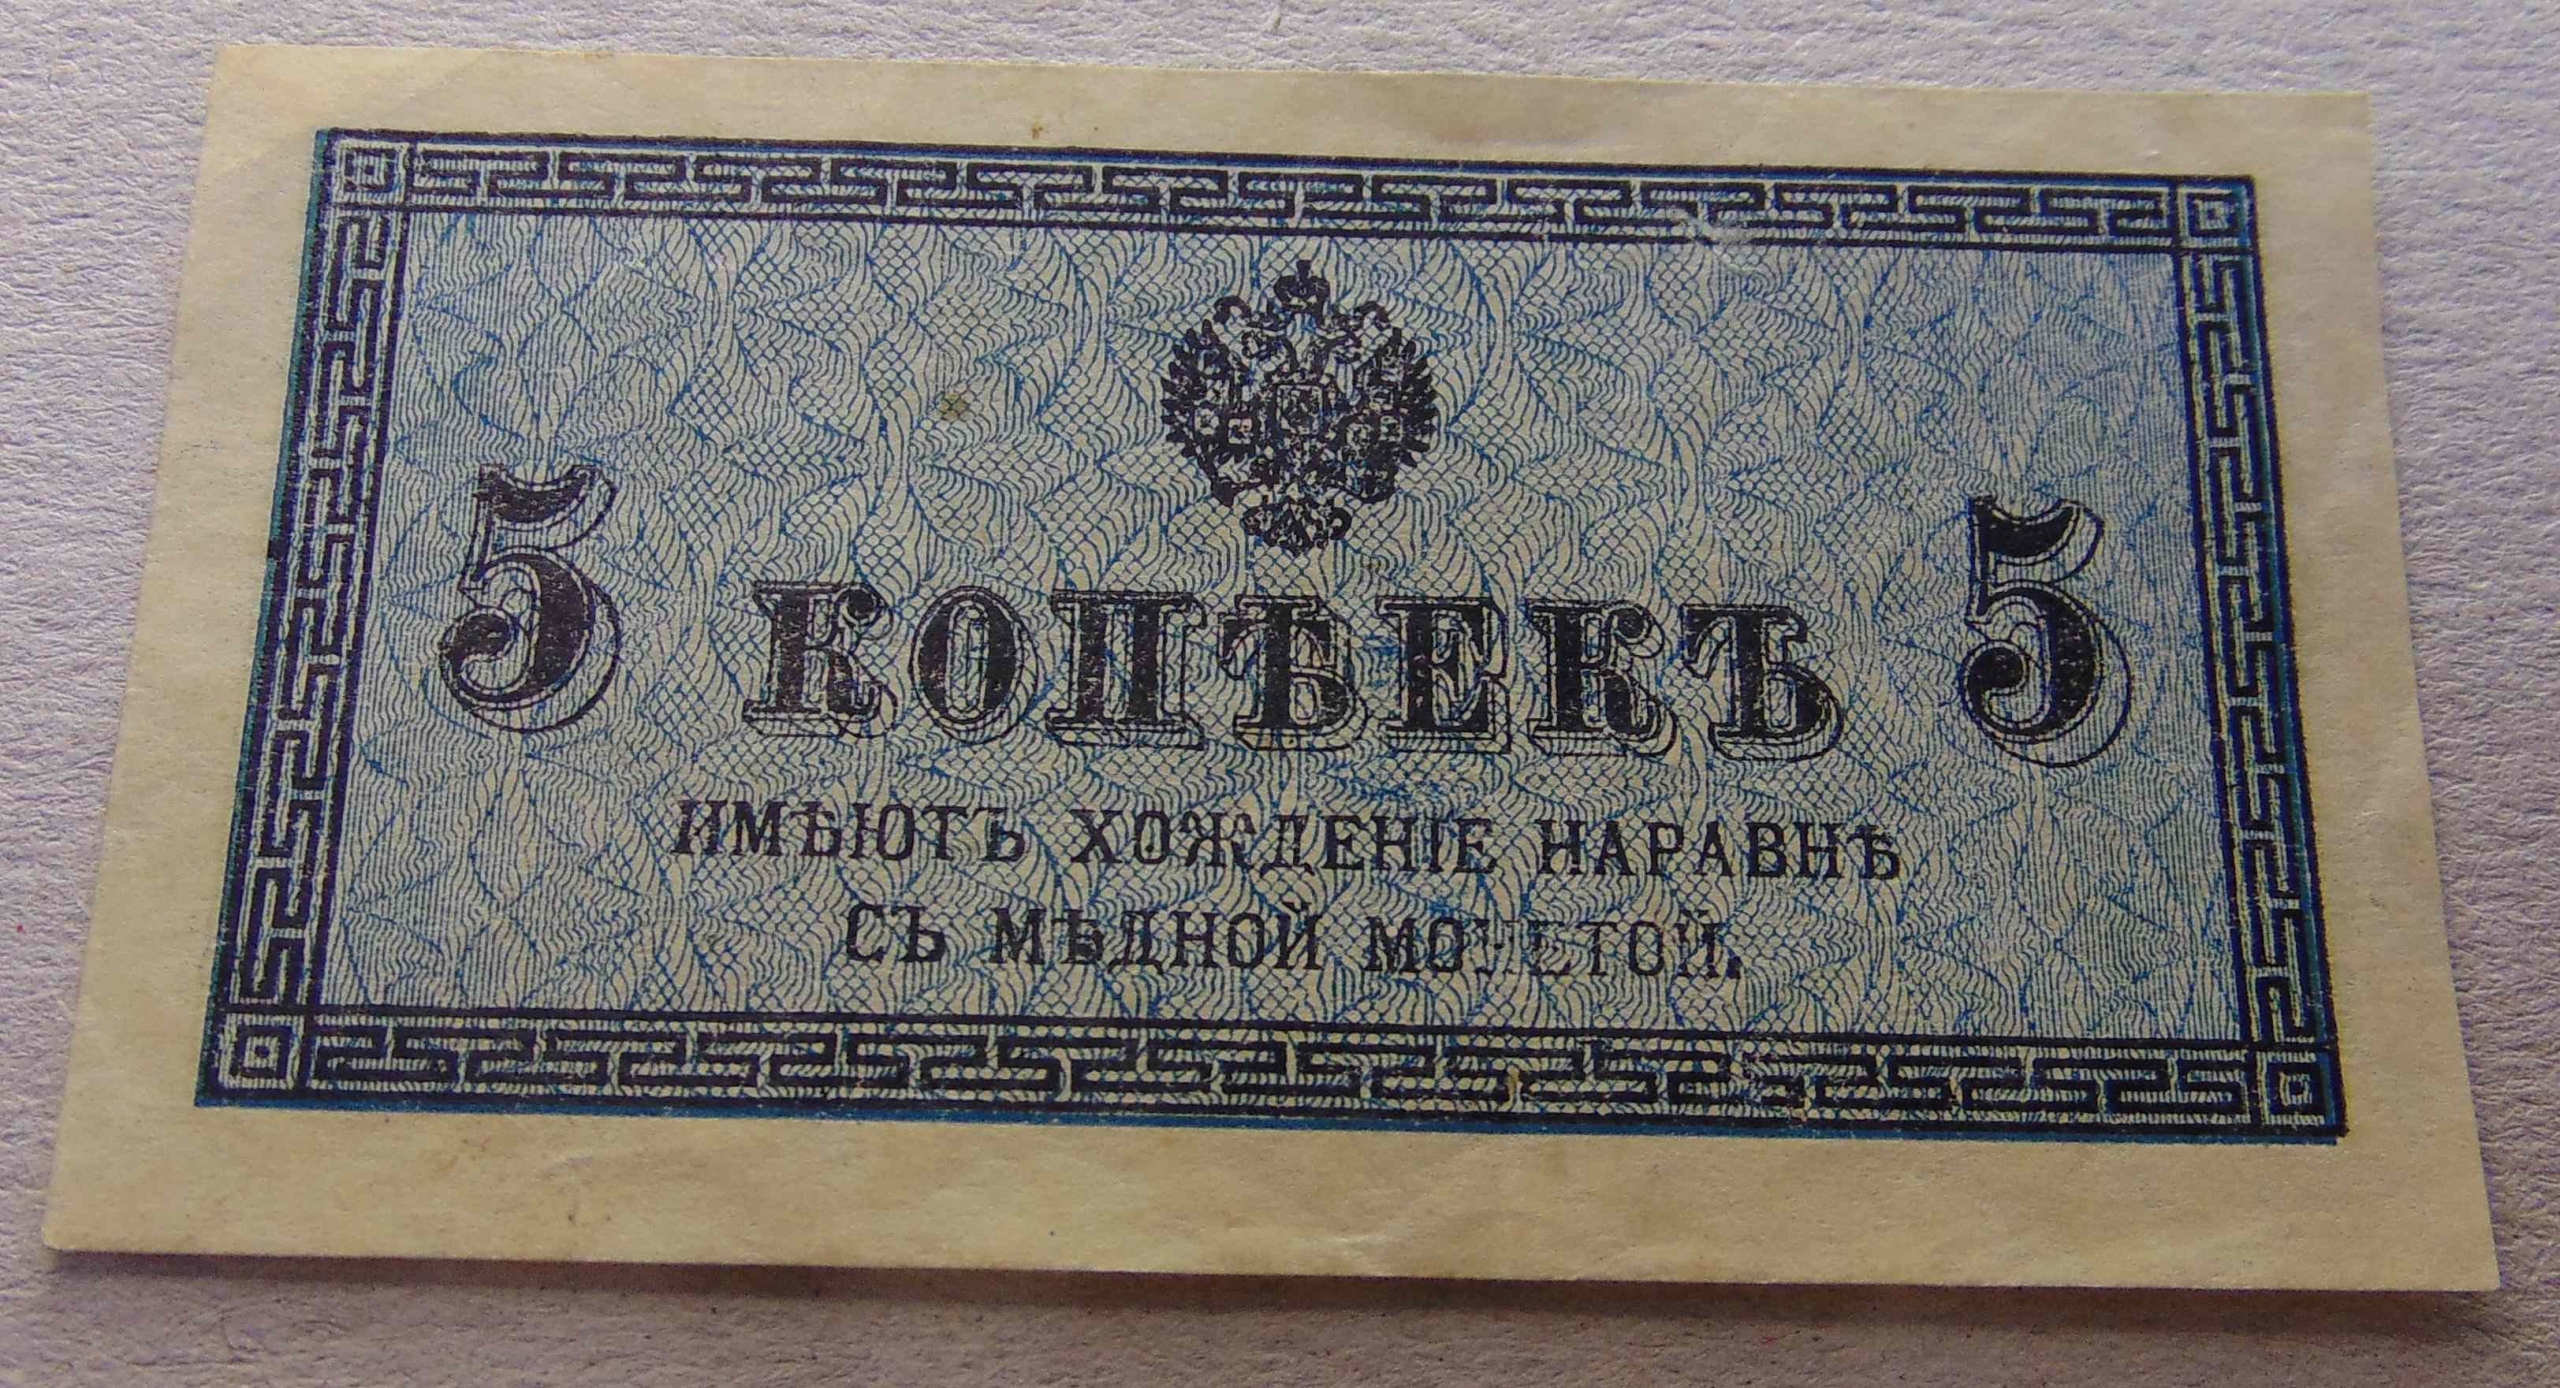 5 КОПѢЕКЪ 5
ИМѢЮТЪ ХОЖДЕНІЕ НАРАВНѢ
СЪ МѢДНОЙ МОНЕТОЙ.